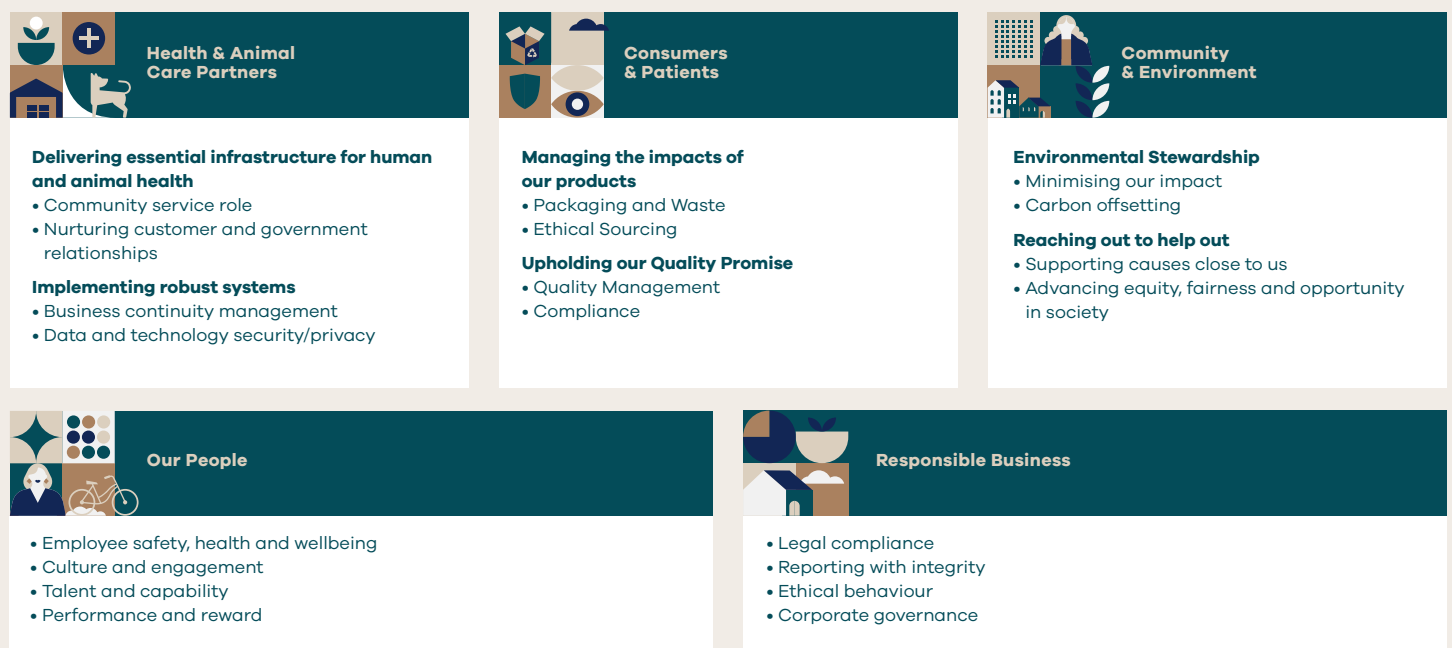 Health & Animal
Care Partners
Delivering essential infrastructure for human
and animal health
• Community service role
• Nurturing customer and government
relationships
Implementing robust systems
• Business continuity management
• Data and technology security/privacy
Consumers
& Patients
Managing the impacts of
our products
• Packaging and Waste
• Ethical Sourcing
Upholding our Quality Promise
• Quality Management
• Compliance
Community
& Environment
Environmental Stewardship
• Minimising our impact
• Carbon offsetting
Reaching out to help out
• Supporting causes close to us
• Advancing equity, fairness and opportunity
in society
Our People
• Employee safety, health and wellbeing
• Culture and engagement
• Talent and capability
• Performance and reward
Responsible Business
• Legal compliance
• Reporting with integrity
• Ethical behaviour
• Corporate governance